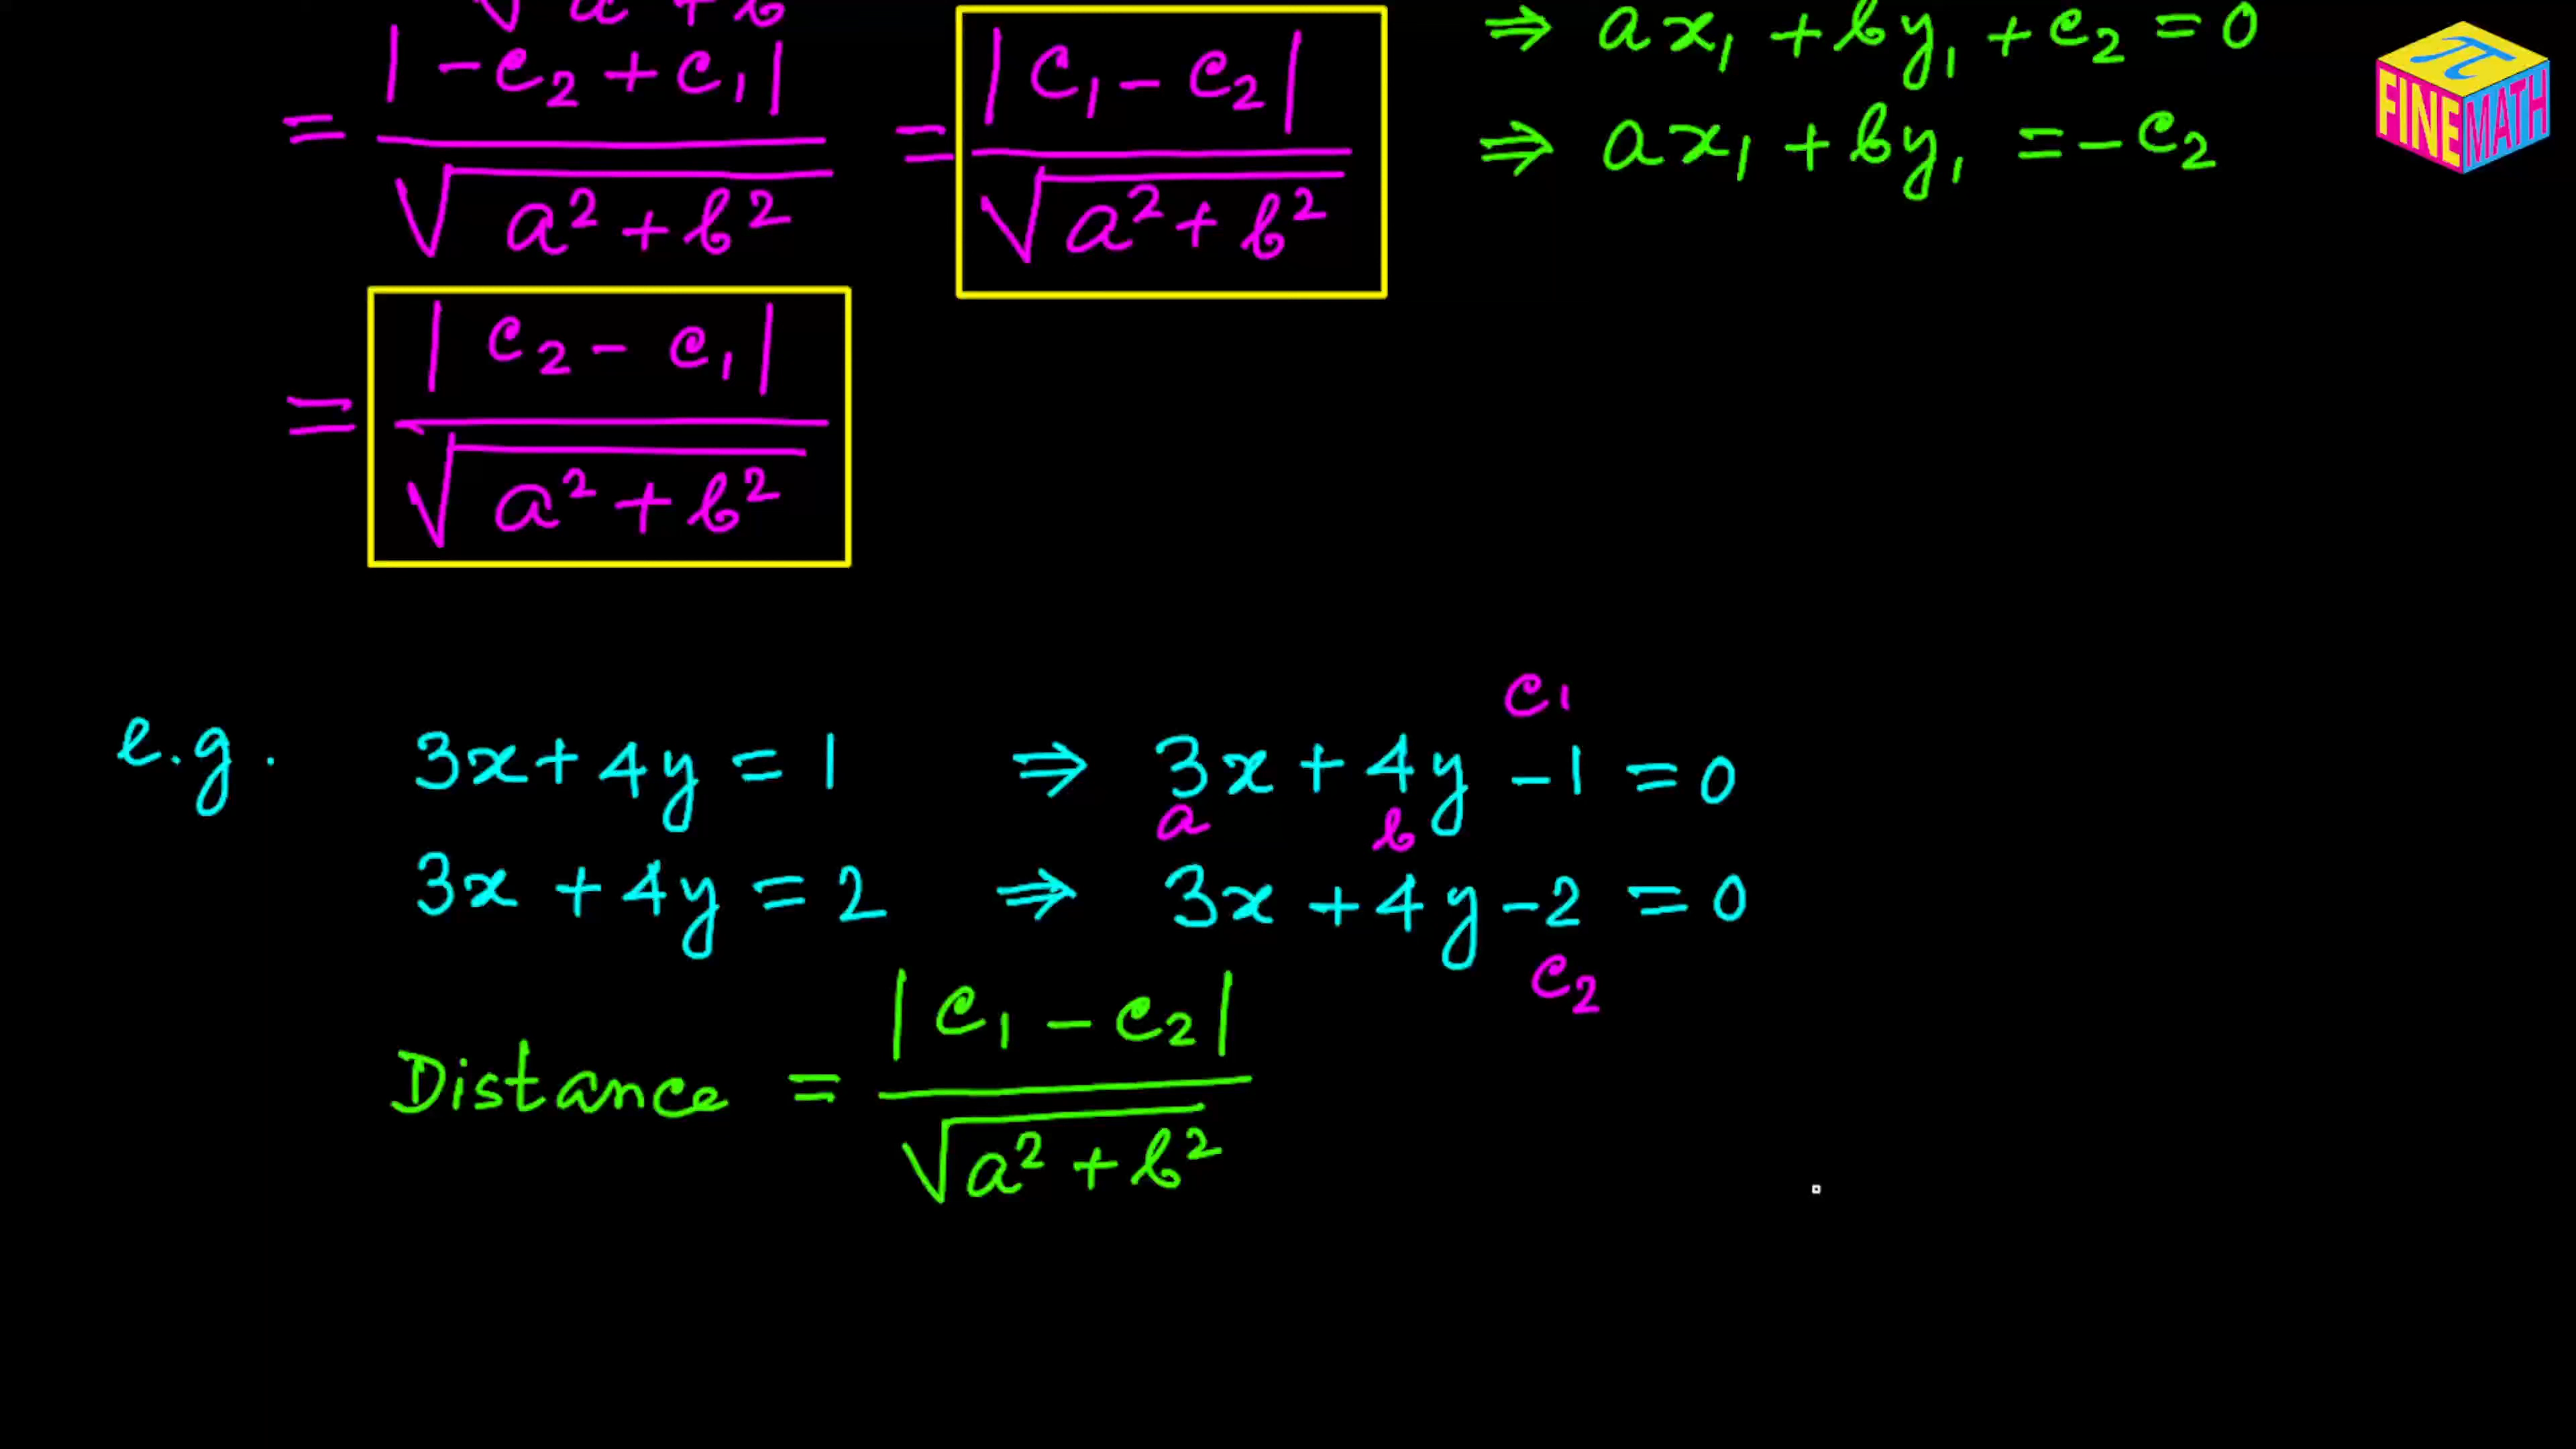 √a + b
= |-c₂ + c₁| / √(a² + b²) = |c₁ - c₂| / √(a² + b²)
⇒ ax₁ + by₁ + c₂ = 0
⇒ ax₁ + by₁ = -c₂
FINE MATH π
= |c₂ - c₁| / √(a² + b²)
e.g. 3x + 4y = 1 ⇒ 3x + 4y - 1 = 0
c₁
a b
3x + 4y = 2 ⇒ 3x + 4y - 2 = 0
c₂
Distance = |c₁ - c₂| / √(a² + b²)